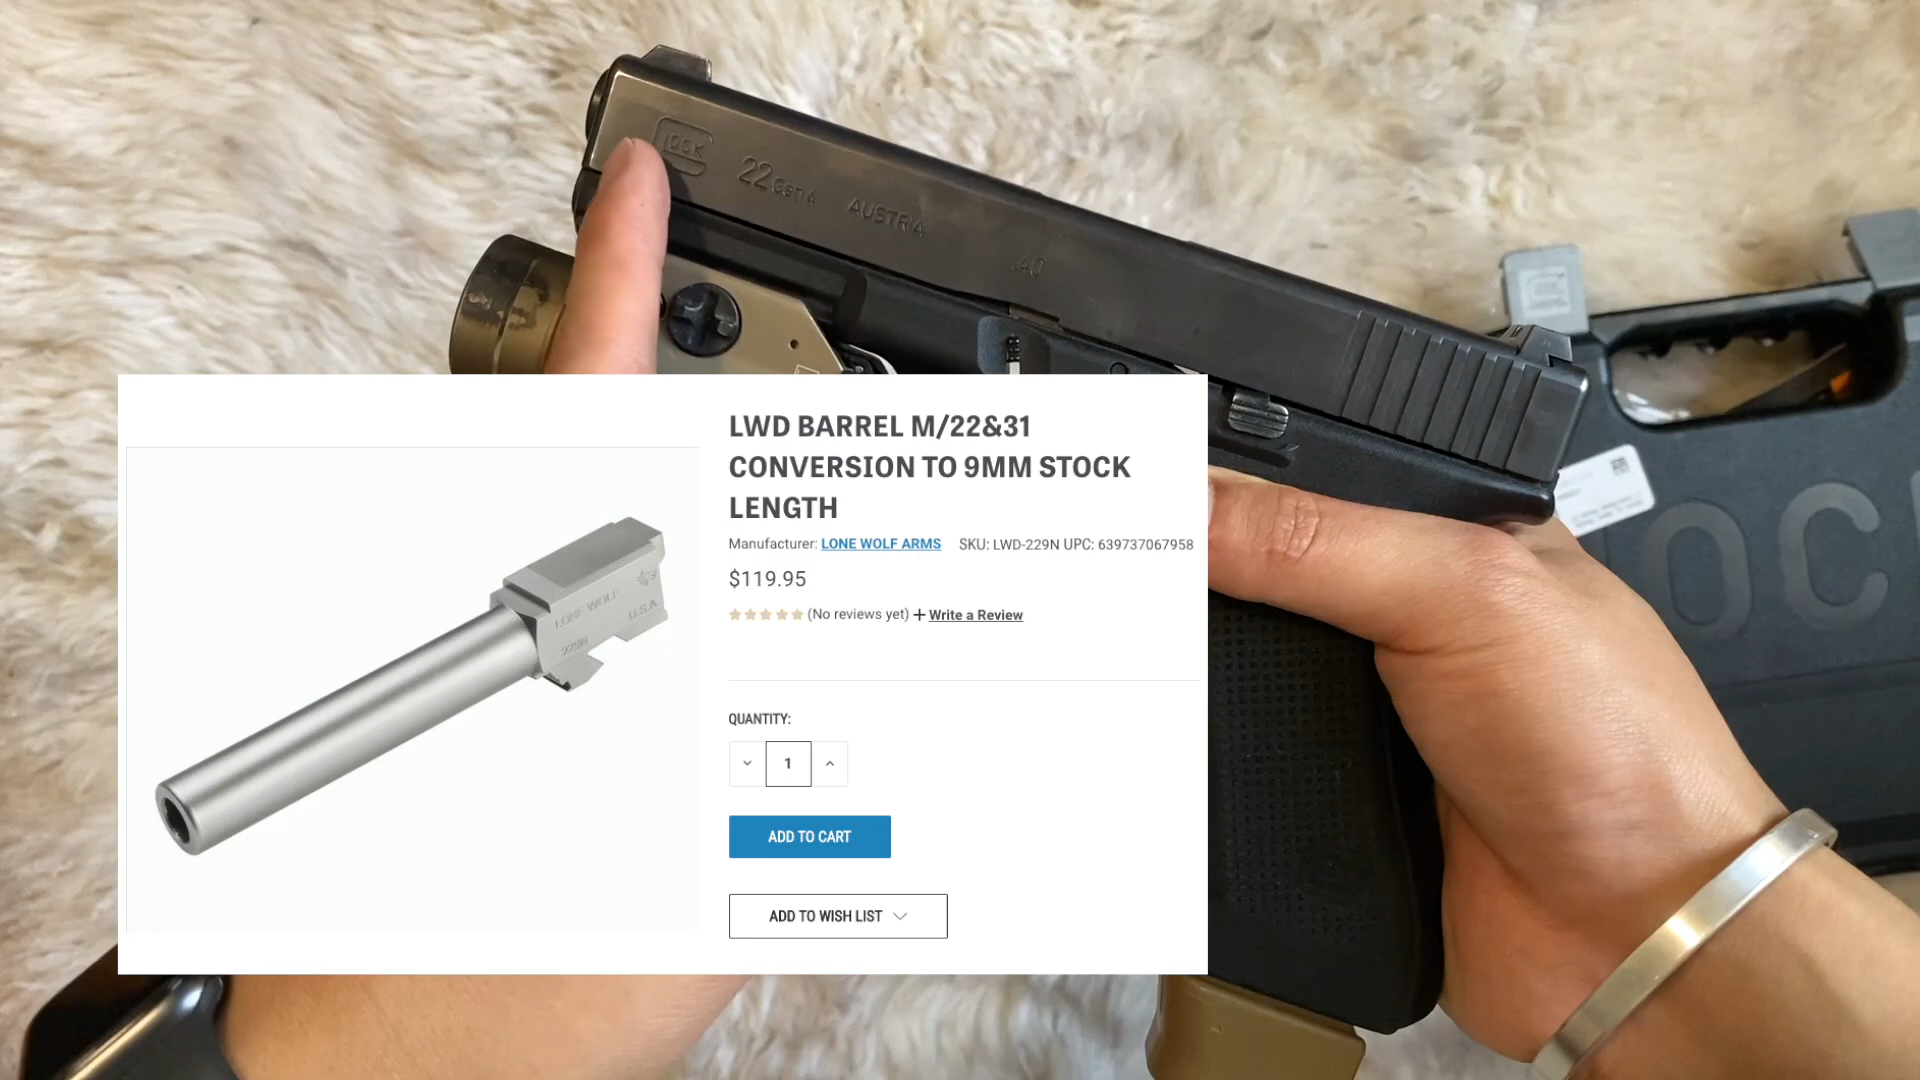 GLOCK
22 Gen4 AUSTRIA .40
OCK
LWD BARREL M/22&31
CONVERSION TO 9MM STOCK
LENGTH
Manufacturer: LONE WOLF ARMS SKU: LWD-229N UPC: 639737067958
$119.95
(No reviews yet) + Write a Review
LONE WOLF
U.S.A
229N
QUANTITY:
1
ADD TO CART
ADD TO WISH LIST